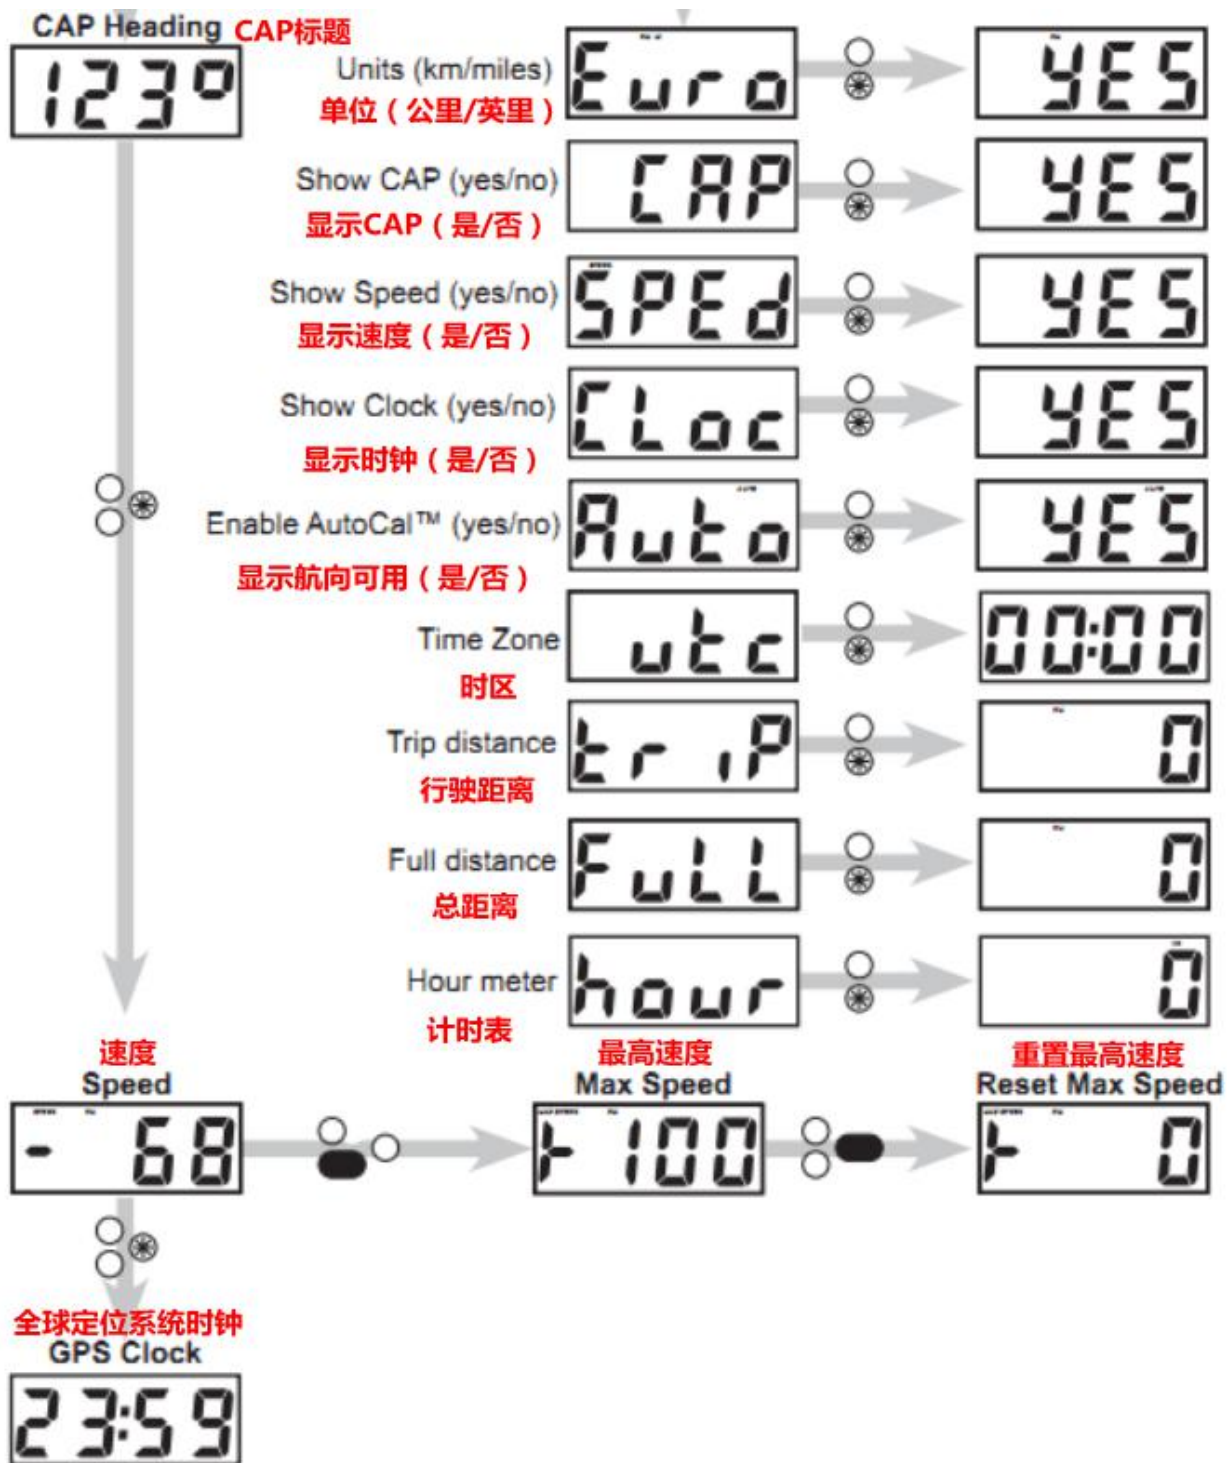 CAP Heading CAP标题
123°
Units (km/miles) Euro YES
单位（公里/英里）
Show CAP (yes/no) CAP YES
显示CAP（是/否）
Show Speed (yes/no) SPEd YES
显示速度（是/否）
Show Clock (yes/no) CLoc YES
显示时钟（是/否）
Enable AutoCal™ (yes/no) Auto YES
显示航向可用（是/否）
Time Zone utc 00:00
时区
Trip distance triP 0
行驶距离
Full distance FuLL 0
总距离
Hour meter hour 0
计时表
速度 最高速度 重置最高速度
Speed Max Speed Reset Max Speed
- 68 100 0
全球定位系统时钟
GPS Clock
23:59